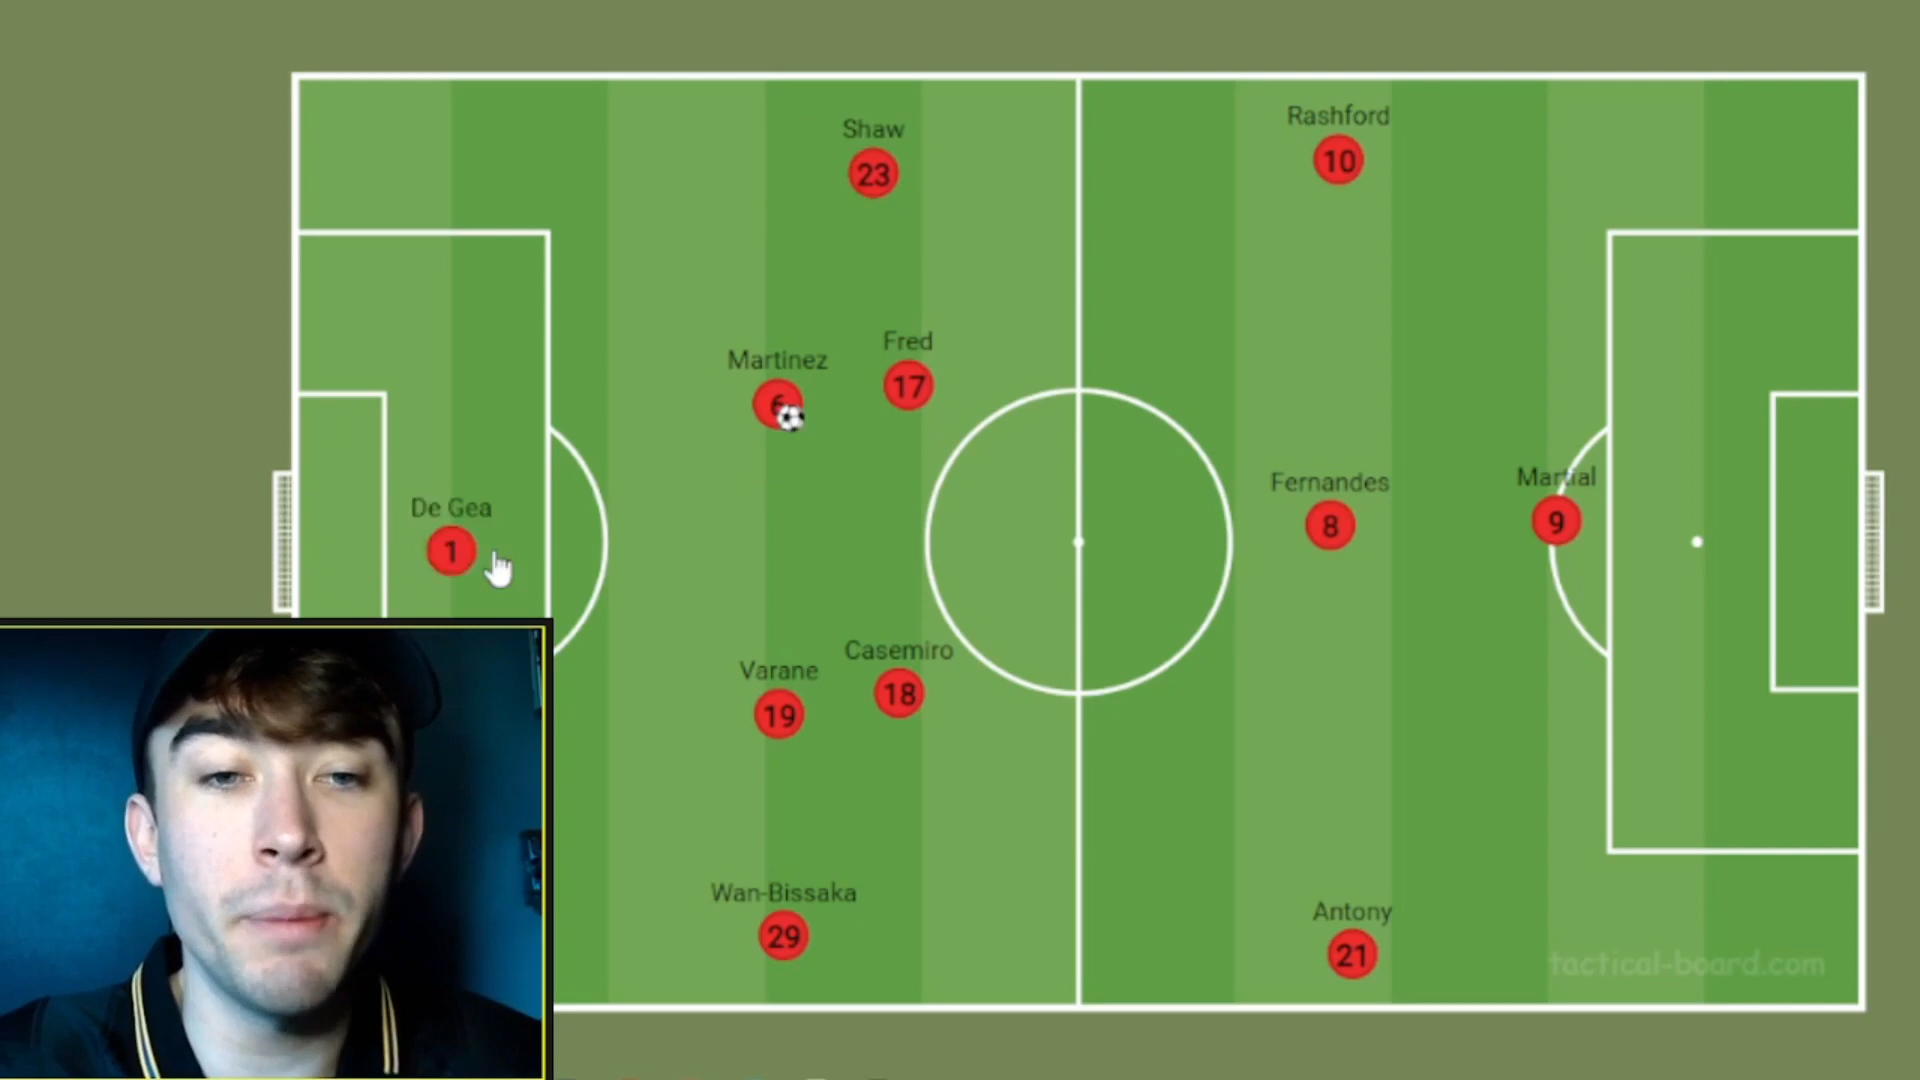 Rashford
10
Shaw
23
Fred
17
Martinez
6
Fernandes
8
Martial
9
De Gea
1
Casemiro
18
Varane
19
Wan-Bissaka
29
Antony
21
tactical-board.com